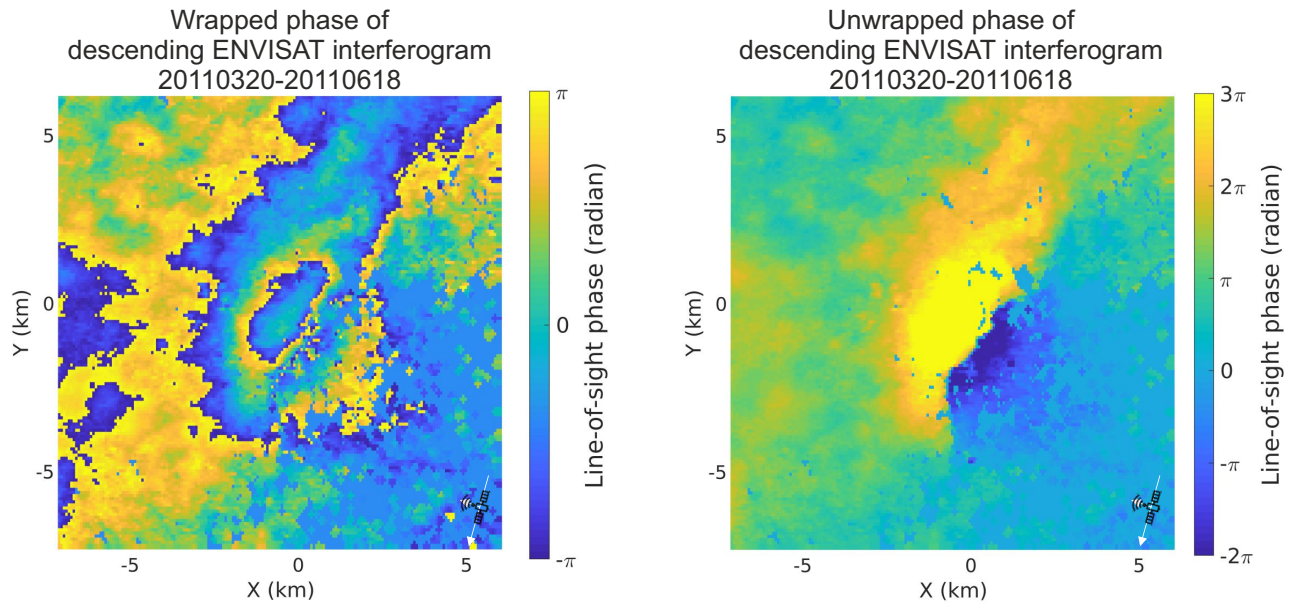 Wrapped phase of
descending ENVISAT interferogram
20110320-20110618
π
0
-π
Line-of-sight phase (radian)
5
0
-5
Y (km)
-5
0
5
X (km)
Unwrapped phase of
descending ENVISAT interferogram
20110320-20110618
3π
2π
π
0
-π
-2π
Line-of-sight phase (radian)
5
0
-5
Y (km)
-5
0
5
X (km)